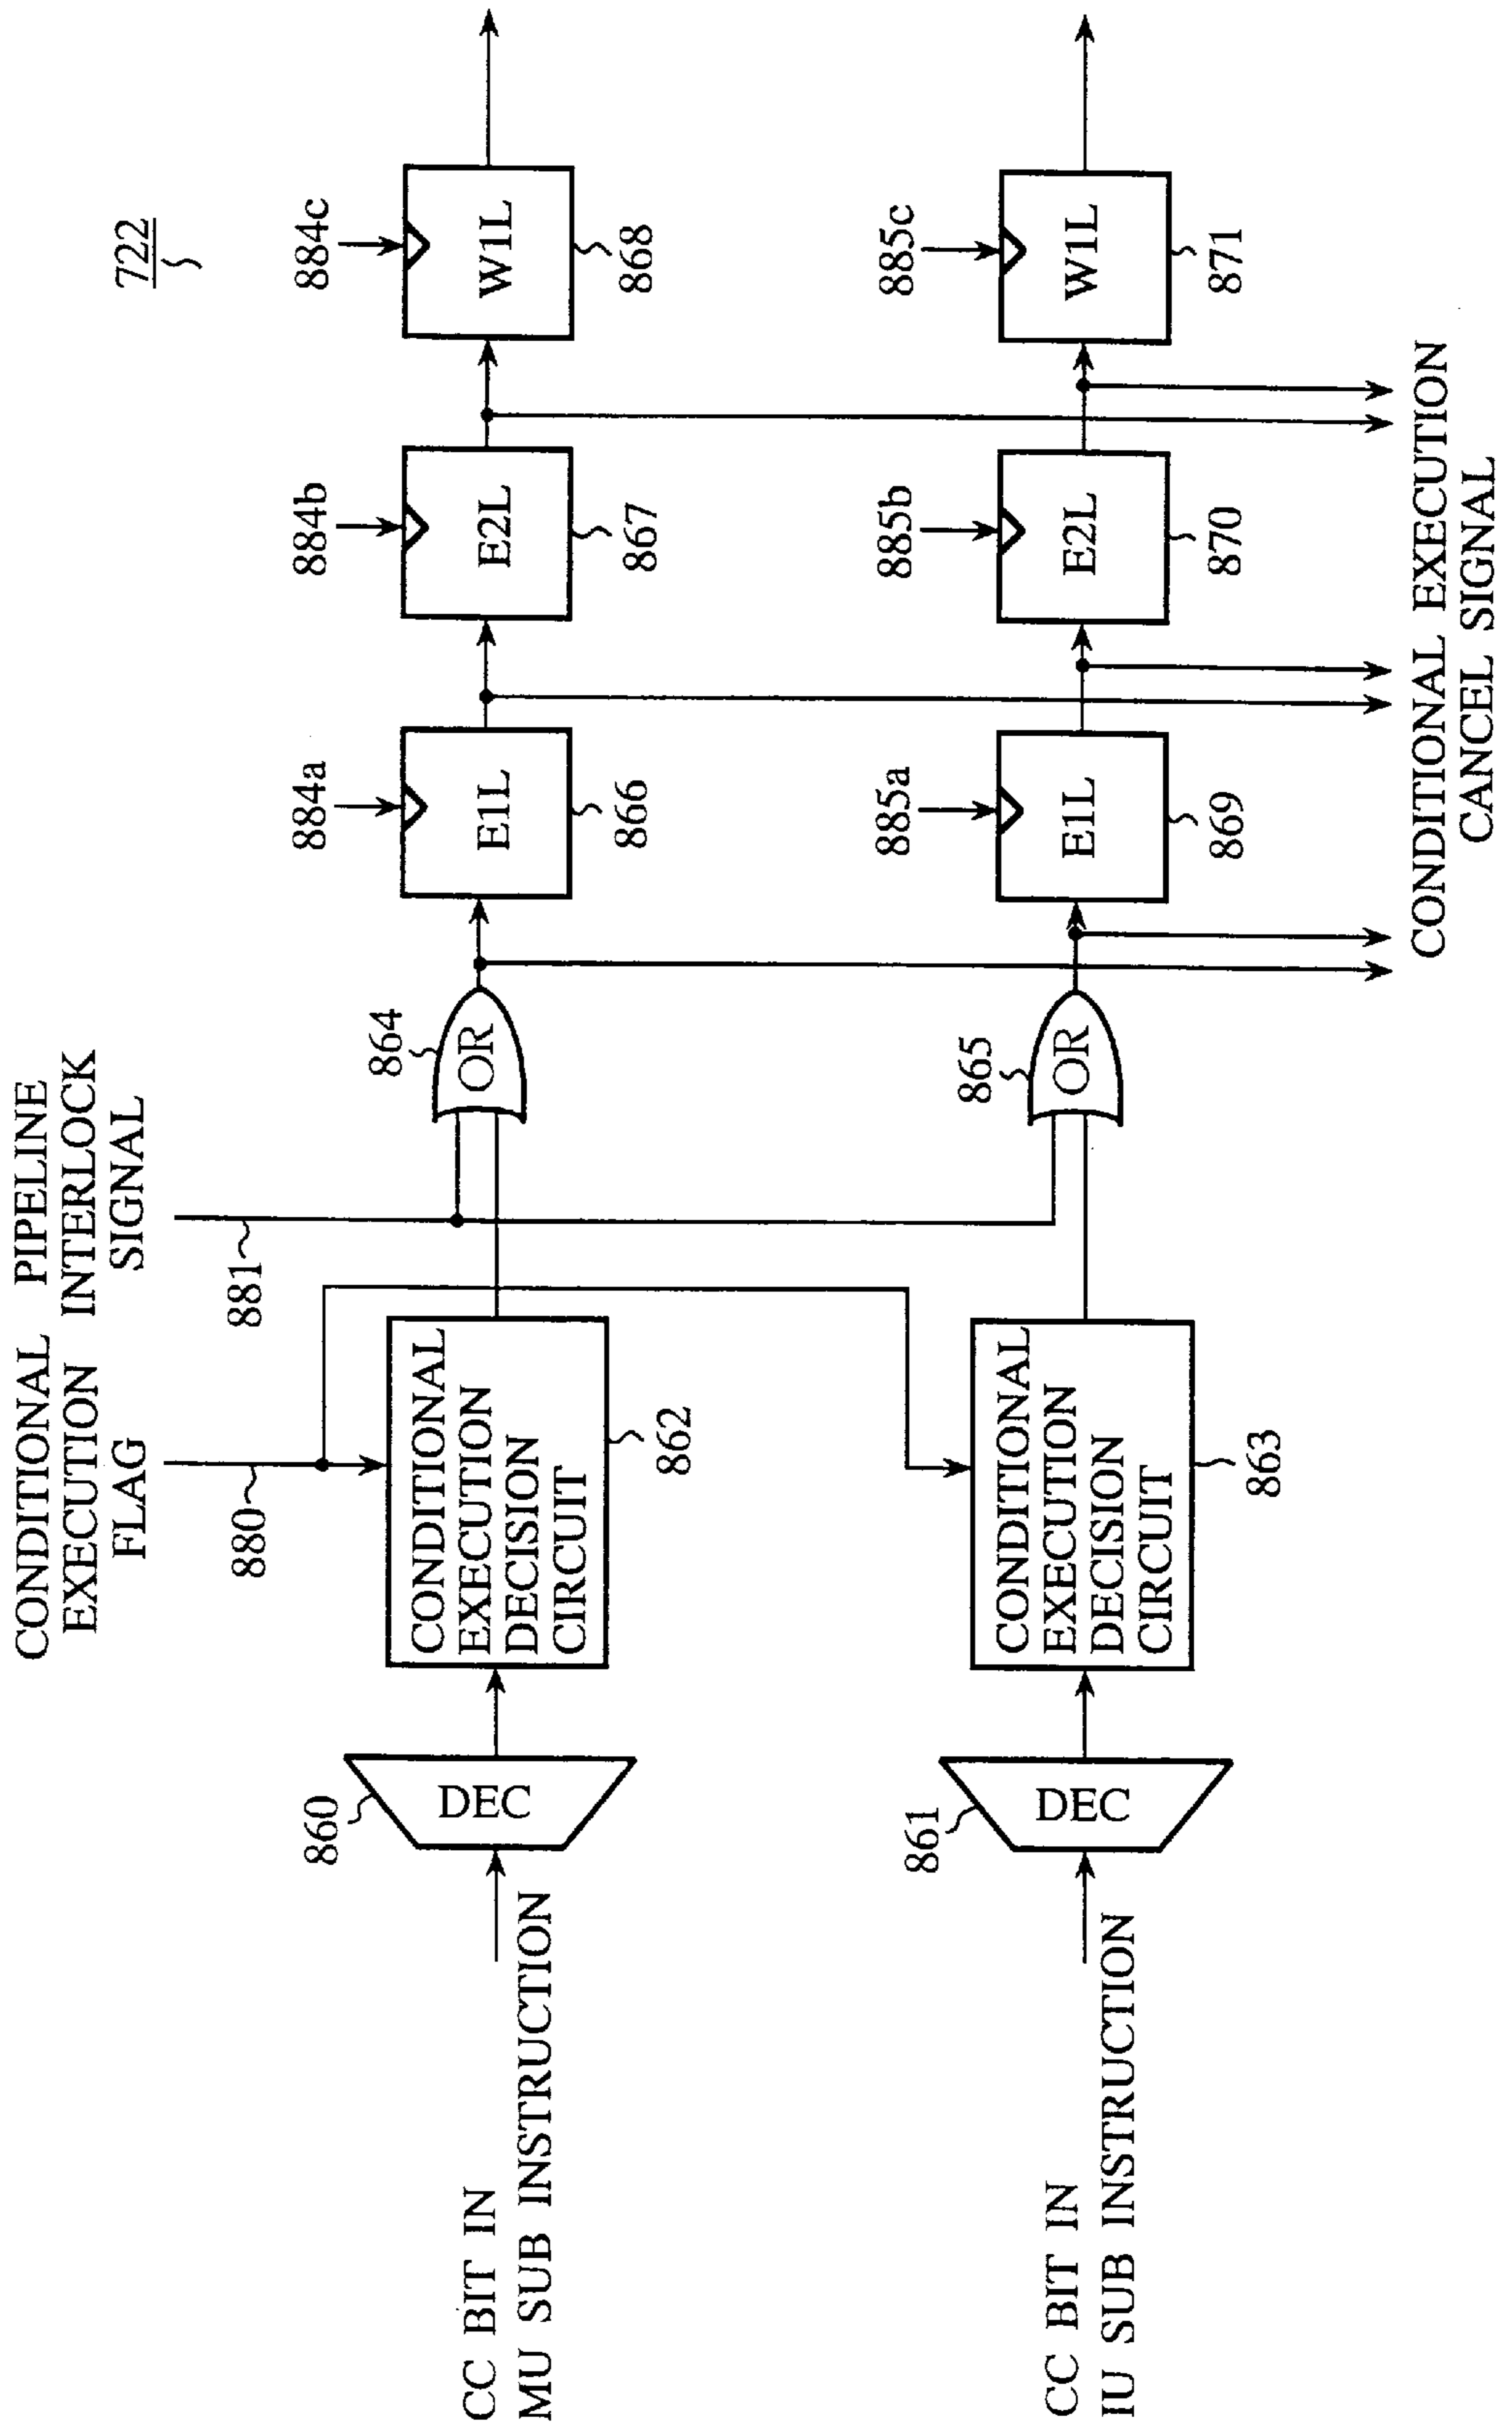 722
CONDITIONAL
EXECUTION
FLAG
PIPELINE
INTERLOCK
SIGNAL
880
881
CC BIT IN
MU SUB INSTRUCTION
860
DEC
CONDITIONAL
EXECUTION
DECISION
CIRCUIT
862
864
OR
884a
E1L
866
884b
E2L
867
884c
W1L
868
CC BIT IN
IU SUB INSTRUCTION
861
DEC
CONDITIONAL
EXECUTION
DECISION
CIRCUIT
863
865
OR
885a
E1L
869
885b
E2L
870
885c
W1L
871
CONDITIONAL EXECUTION
CANCEL SIGNAL